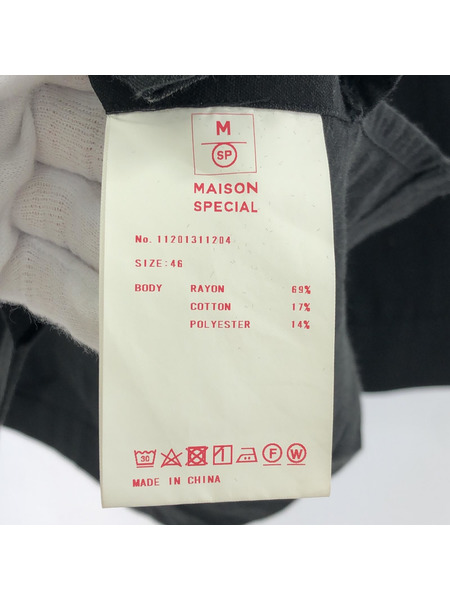 M
SP
MAISON
SPECIAL
No. 11201311204
SIZE:46
BODY RAYON 69%
COTTON 17%
POLYESTER 14%
30 F W
MADE IN CHINA